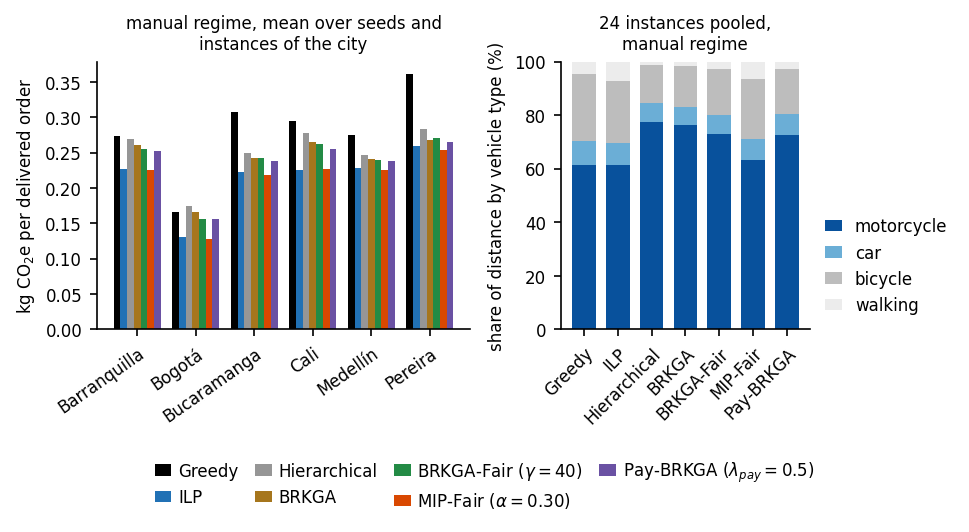 manual regime, mean over seeds and
instances of the city
kg CO₂e per delivered order
0.35
0.30
0.25
0.20
0.15
0.10
0.05
0.00
Barranquilla
Bogotá
Bucaramanga
Cali
Medellín
Pereira
24 instances pooled,
manual regime
share of distance by vehicle type (%)
100
80
60
40
20
0
Greedy
ILP
Hierarchical
BRKGA
BRKGA-Fair
MIP-Fair
Pay-BRKGA
motorcycle
car
bicycle
walking
Greedy
ILP
Hierarchical
BRKGA
BRKGA-Fair (γ = 40)
MIP-Fair (α = 0.30)
Pay-BRKGA (λ_pay = 0.5)